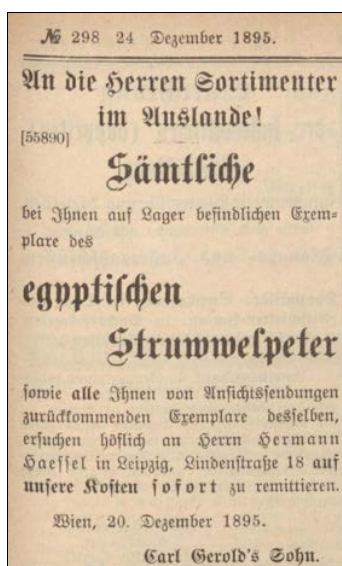 № 298 24 Dezember 1895.
An die Herren Sortimenter
im Auslande!
[55890]
Sämtliche
bei Ihnen auf Lager befindlichen Exem-
plare des
egyptischen
Struwwelpeter
sowie alle Ihnen von Ansichtssendungen
zurückkommenden Exemplare desselben,
ersuchen höflich an Herrn Hermann
Haessel in Leipzig, Lindenstraße 18 auf
unsere Kosten sofort zu remittieren.
Wien, 20. Dezember 1895.
Carl Gerold's Sohn.